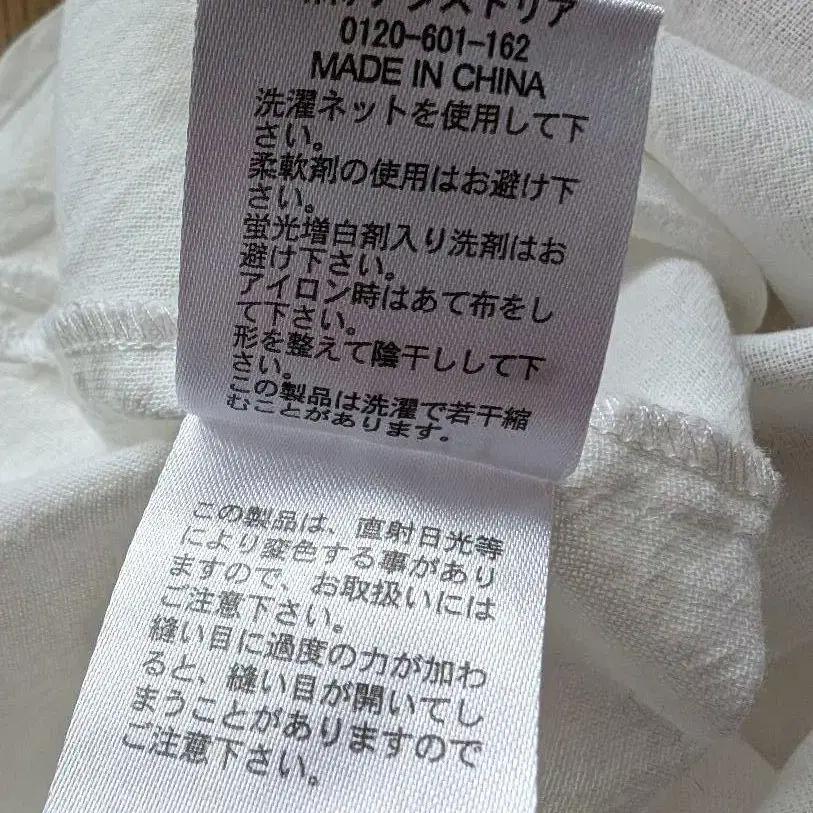 アダストリア
0120-601-162
MADE IN CHINA
洗濯ネットを使用して下
さい。
柔軟剤の使用はお避け下
さい。
蛍光増白剤入り洗剤はお
避け下さい。
アイロン時はあて布をし
て下さい。
形を整えて陰干しして下
さい。
この製品は洗濯で若干縮
むことがあります。
この製品は、直射日光等
により変色する事があり
ますので、お取扱いには
ご注意下さい。
縫い目に過度の力が加わ
ると、縫い目が開いてし
まうことがありますので
ご注意下さい。